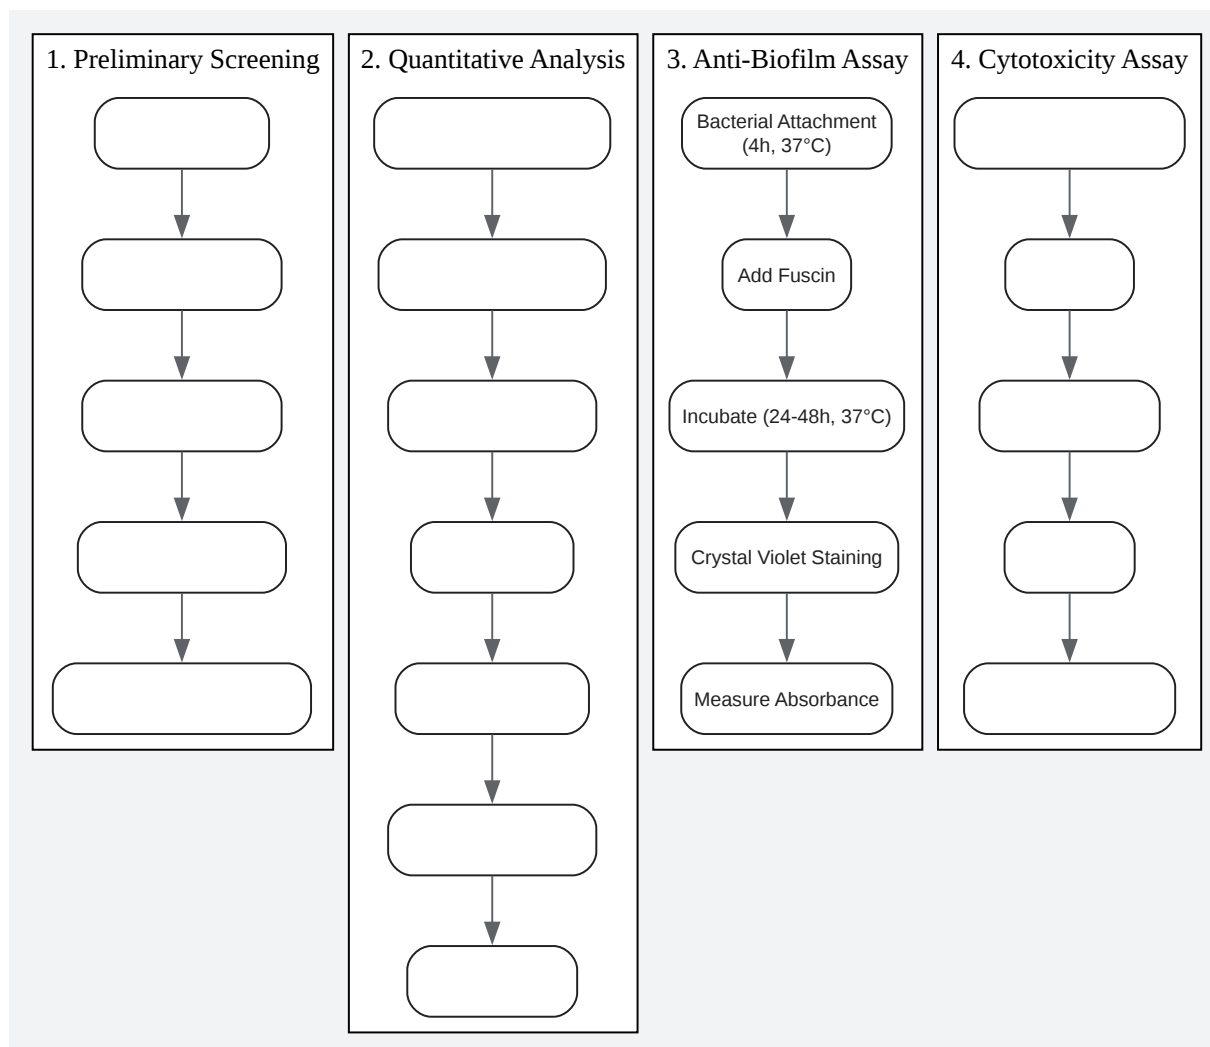 1. Preliminary Screening
2. Quantitative Analysis
3. Anti-Biofilm Assay
Bacterial Attachment
(4h, 37°C)
Add Fuscin
Incubate (24-48h, 37°C)
Crystal Violet Staining
Measure Absorbance
4. Cytotoxicity Assay